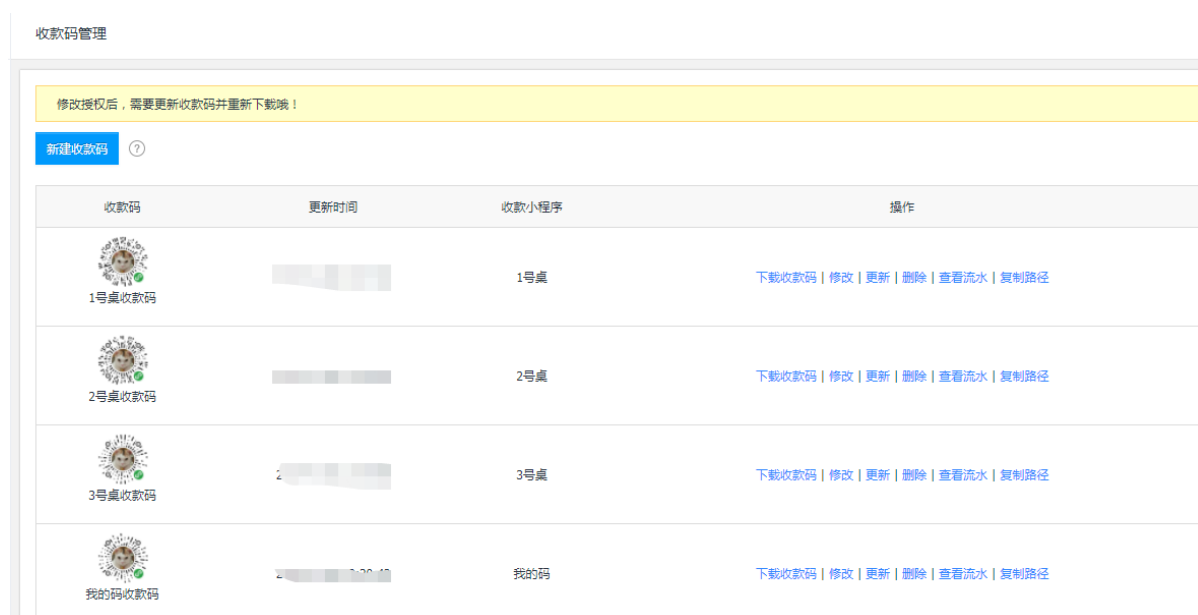 收款码管理
修改授权后，需要更新收款码并重新下载哦！
新建收款码 ?
收款码 更新时间 收款小程序 操作
1号桌 下载收款码 | 修改 | 更新 | 删除 | 查看流水 | 复制路径
1号桌收款码
2号桌 下载收款码 | 修改 | 更新 | 删除 | 查看流水 | 复制路径
2号桌收款码
3号桌 下载收款码 | 修改 | 更新 | 删除 | 查看流水 | 复制路径
3号桌收款码
我的码 下载收款码 | 修改 | 更新 | 删除 | 查看流水 | 复制路径
我的码收款码